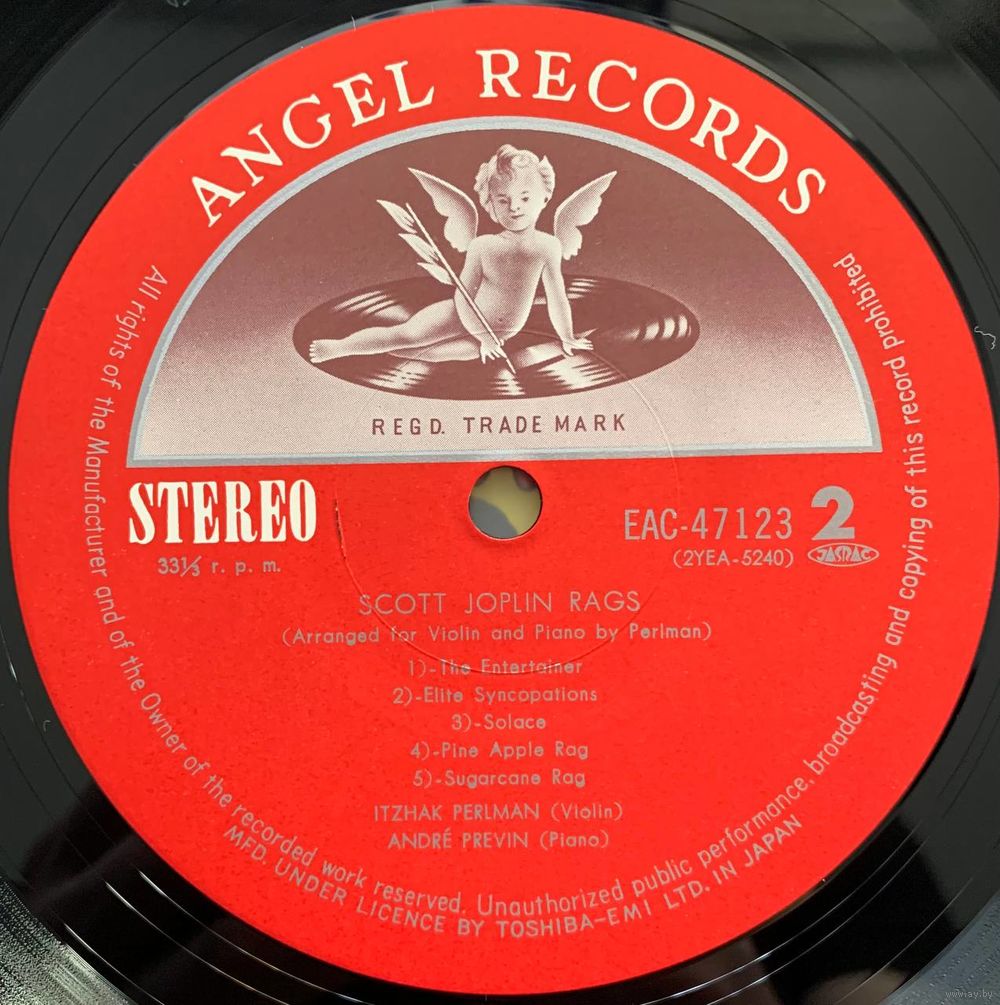 ANGEL RECORDS
REGD. TRADE MARK
STEREO
33⅓ r. p. m.
EAC-47123 2
(2YEA-5240) JASRAC
SCOTT JOPLIN RAGS
(Arranged for Violin and Piano by Perlman)
1)-The Entertainer
2)-Elite Syncopations
3)-Solace
4)-Pine Apple Rag
5)-Sugarcane Rag
ITZHAK PERLMAN (Violin)
ANDRÉ PREVIN (Piano)
All rights of the Manufacturer and of the Owner of the recorded work reserved. Unauthorized public performance, broadcasting and copying of this record prohibited
MFD. UNDER LICENCE BY TOSHIBA-EMI LTD. IN JAPAN
www.ay.by